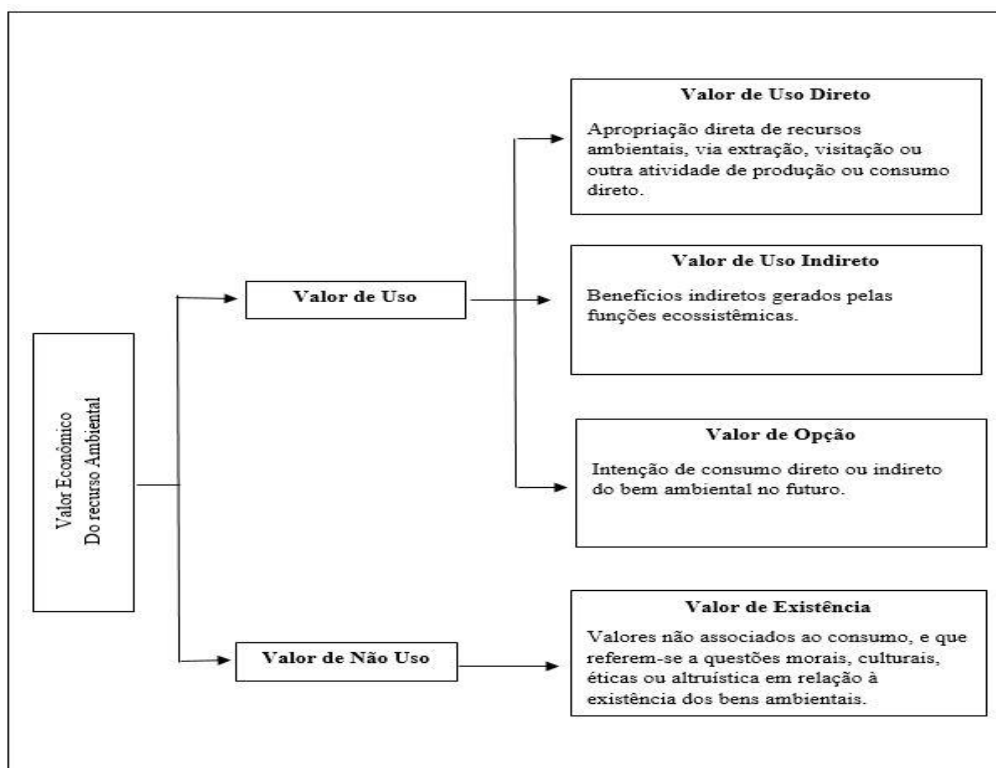 Valor Econômico
Do recurso Ambiental
Valor de Uso
Valor de Não Uso
Valor de Uso Direto
Apropriação direta de recursos
ambientais, via extração, visitação ou
outra atividade de produção ou consumo
direto.
Valor de Uso Indireto
Benefícios indiretos gerados pelas
funções ecossistêmicas.
Valor de Opção
Intenção de consumo direto ou indireto
do bem ambiental no futuro.
Valor de Existência
Valores não associados ao consumo, e que
referem-se a questões morais, culturais,
éticas ou altruística em relação à
existência dos bens ambientais.